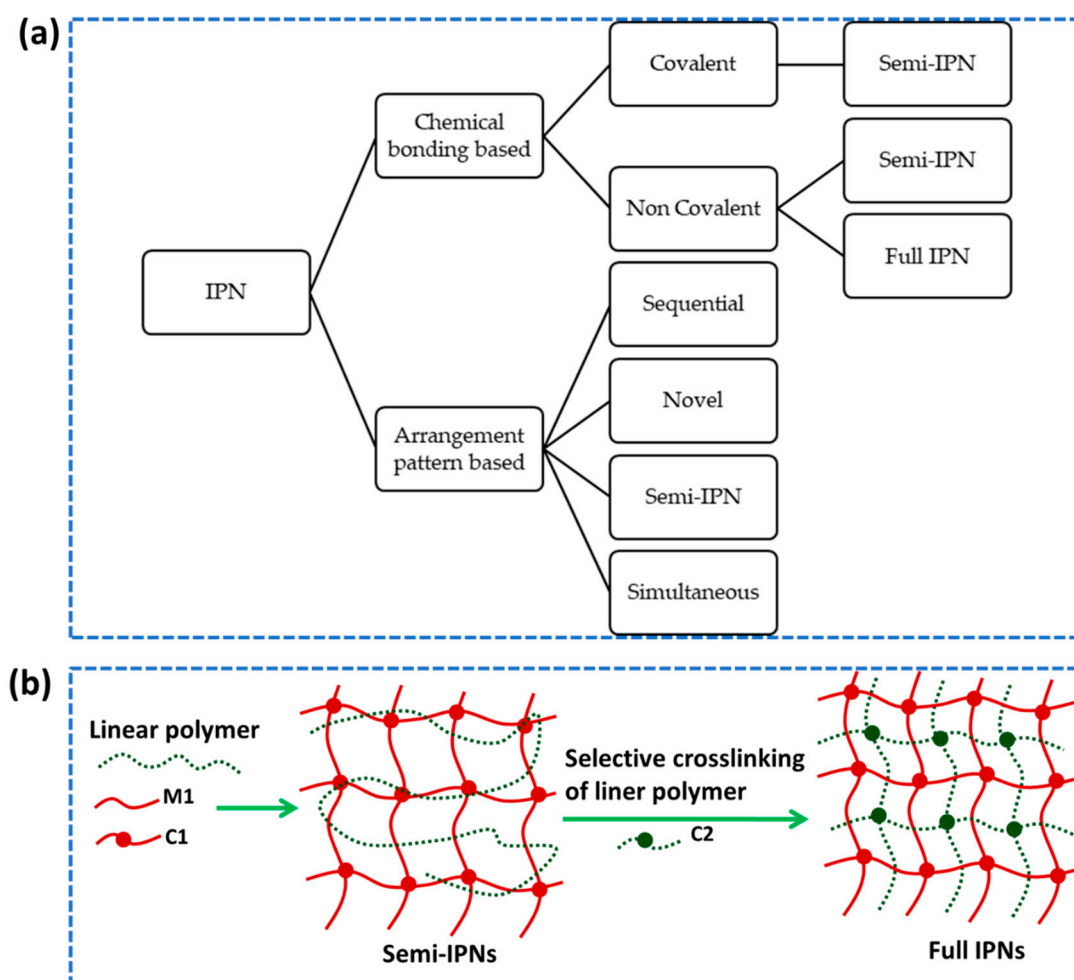 (a)
Covalent
Semi-IPN
Chemical
bonding based
Semi-IPN
Non Covalent
Full IPN
IPN
Sequential
Novel
Arrangement
pattern based
Semi-IPN
Simultaneous
(b)
Linear polymer
M1
C1
Semi-IPNs
Selective crosslinking
of liner polymer
C2
Full IPNs